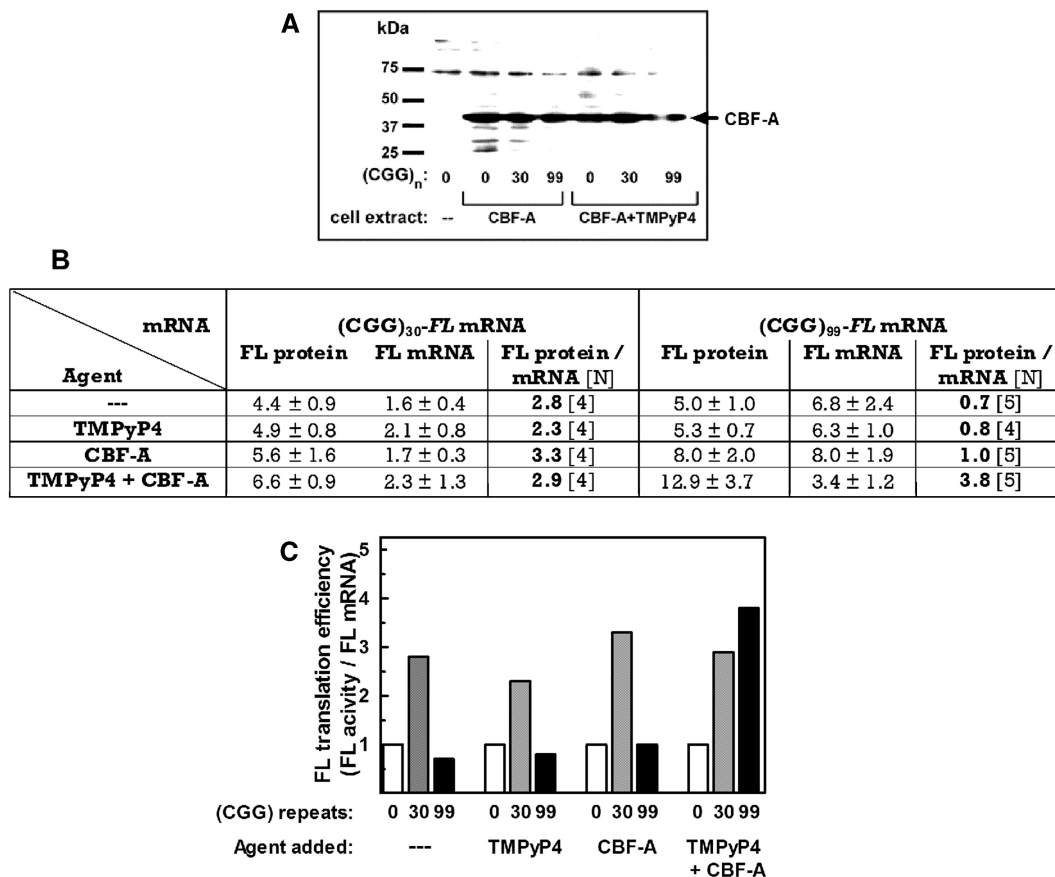 A
kDa
75
50
37
25
CBF-A
(CGG)n: 0 0 30 99 0 30 99
cell extract: -- CBF-A CBF-A+TMPyP4
B
mRNA
Agent
(CGG)30-FL mRNA (CGG)99-FL mRNA
FL protein FL mRNA FL protein / mRNA [N] FL protein FL mRNA FL protein / mRNA [N]
--- 4.4 ± 0.9 1.6 ± 0.4 2.8 [4] 5.0 ± 1.0 6.8 ± 2.4 0.7 [5]
TMPyP4 4.9 ± 0.8 2.1 ± 0.8 2.3 [4] 5.3 ± 0.7 6.3 ± 1.0 0.8 [4]
CBF-A 5.6 ± 1.6 1.7 ± 0.3 3.3 [4] 8.0 ± 2.0 8.0 ± 1.9 1.0 [5]
TMPyP4 + CBF-A 6.6 ± 0.9 2.3 ± 1.3 2.9 [4] 12.9 ± 3.7 3.4 ± 1.2 3.8 [5]
C
FL translation efficiency
(FL acivity / FL mRNA)
5
4
3
2
1
(CGG) repeats: 0 30 99 0 30 99 0 30 99 0 30 99
Agent added: --- TMPyP4 CBF-A TMPyP4
+ CBF-A